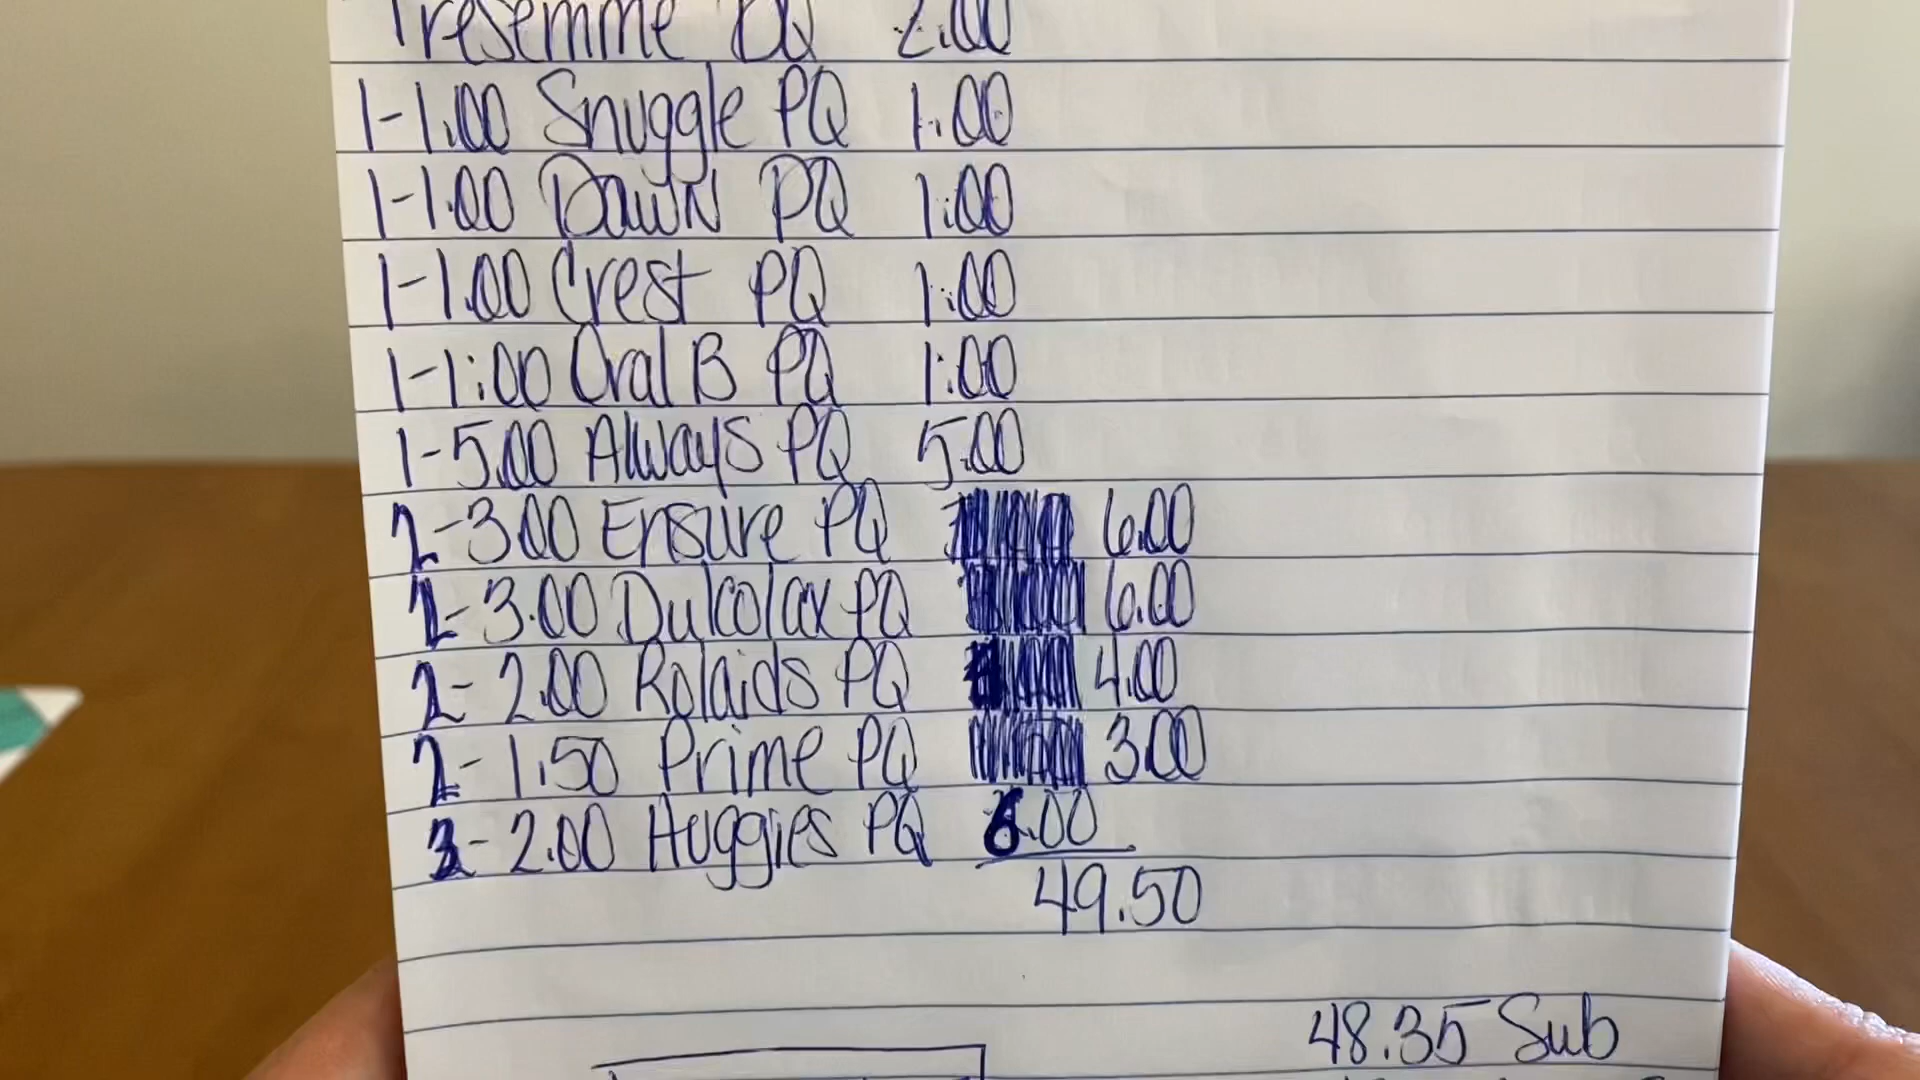 Tresemme DQ 2.00
1-1.00 Snuggle PQ 1.00
1-1.00 Dawn PQ 1.00
1-1.00 Crest PQ 1.00
1-1:00 Oral B PQ 1:00
1-5.00 Always PQ 5.00
2-3.00 Ensure PQ 6.00
2-3.00 Dulcolax PQ 6.00
2-2.00 Rolaids PQ 4.00
2-1.50 Prime PQ 3.00
3-2.00 Huggies PQ 6.00
49.50
48.35 Sub